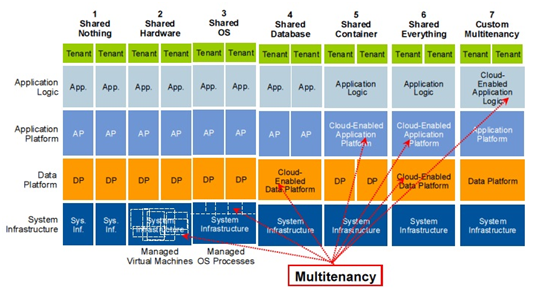 1 2 3 4 5 6 7
Shared Nothing Shared Hardware Shared OS Shared Database Shared Container Shared Everything Custom Multitenancy
Tenant Tenant Tenant Tenant Tenant Tenant Tenant Tenant Tenant Tenant Tenant Tenant Tenant Tenant
Application Logic App. App. App. App. App. App. App. App. Application Logic Application Logic Cloud-Enabled Application Logic
Application Platform AP AP AP AP AP AP AP AP Cloud-Enabled Application Platform Cloud-Enabled Application Platform Application Platform
Data Platform DP DP DP DP DP DP Cloud-Enabled Data Platform DP DP Cloud-Enabled Data Platform Data Platform
System Infrastructure Sys. Inf. Sys. Inf. System Infrastructure System Infrastructure System Infrastructure System Infrastructure System Infrastructure System Infrastructure
Managed Virtual Machines Managed OS Processes
Multitenancy